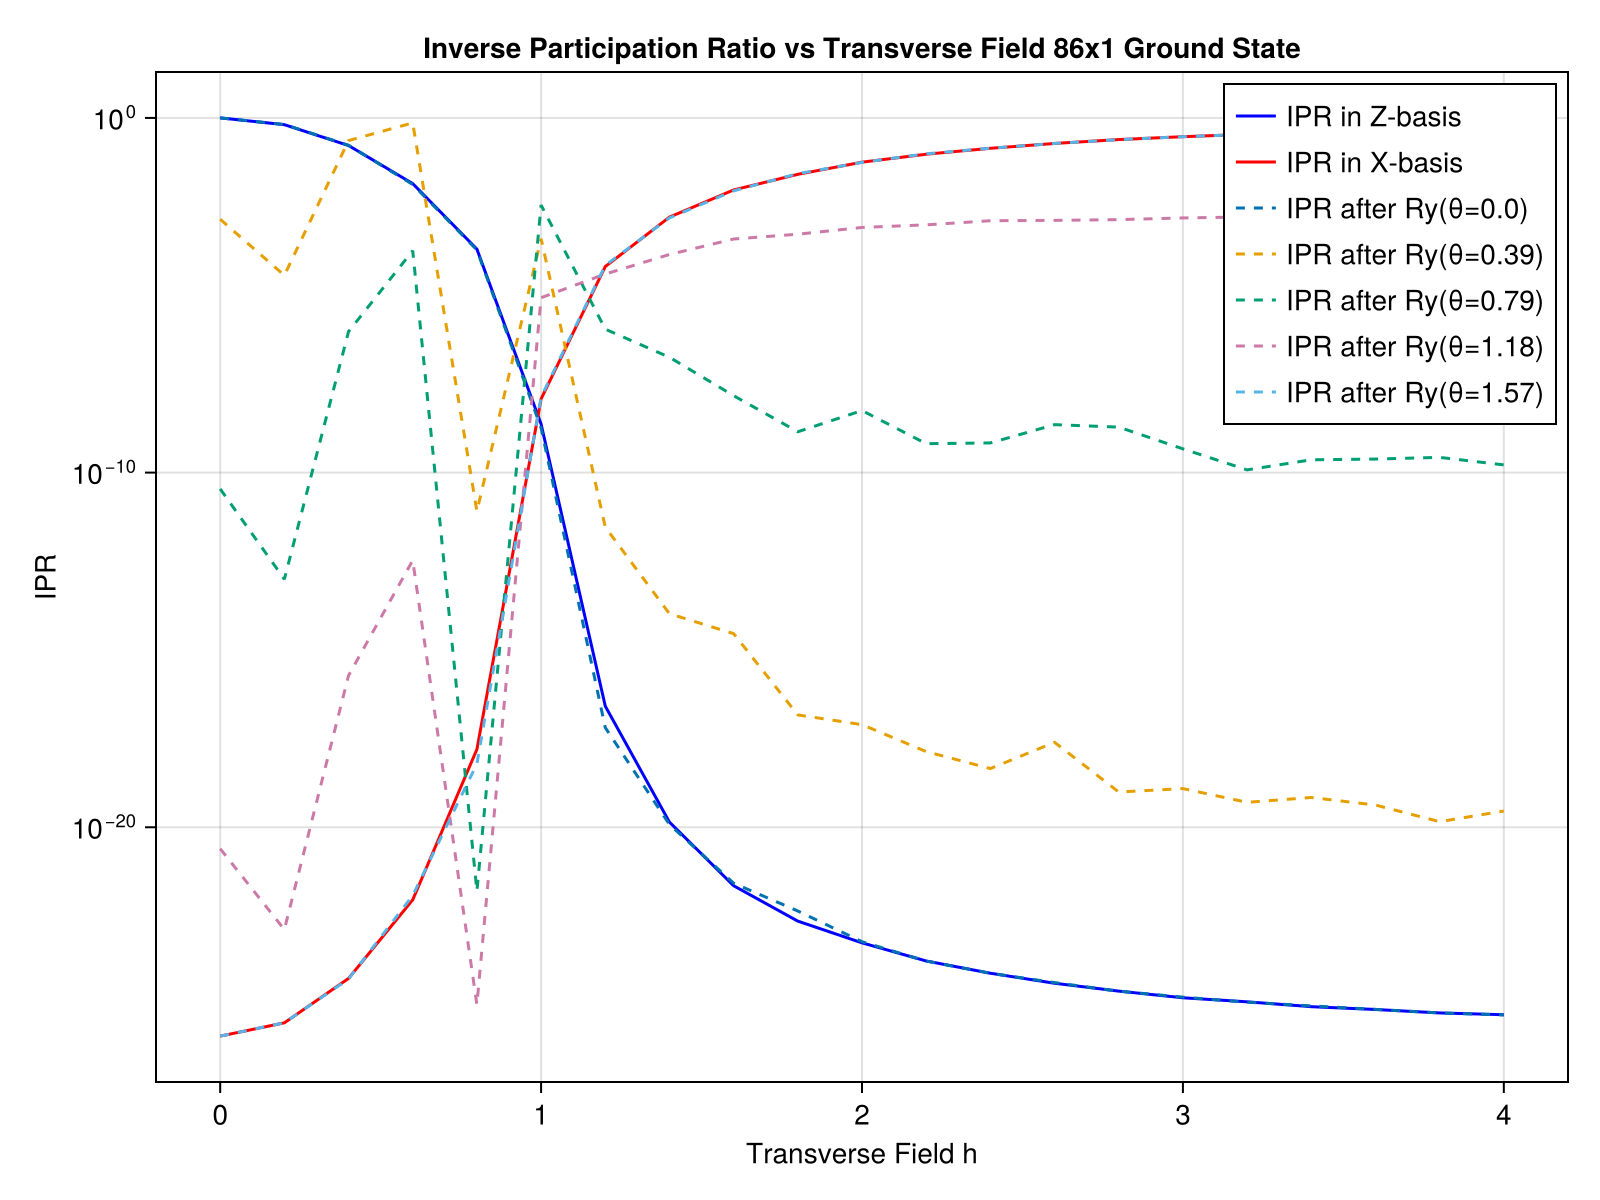 Inverse Participation Ratio vs Transverse Field 86x1 Ground State
IPR in Z-basis
IPR in X-basis
IPR after Ry(θ=0.0)
IPR after Ry(θ=0.39)
IPR after Ry(θ=0.79)
IPR after Ry(θ=1.18)
IPR after Ry(θ=1.57)
10⁰
10⁻¹⁰
10⁻²⁰
IPR
0 1 2 3 4
Transverse Field h